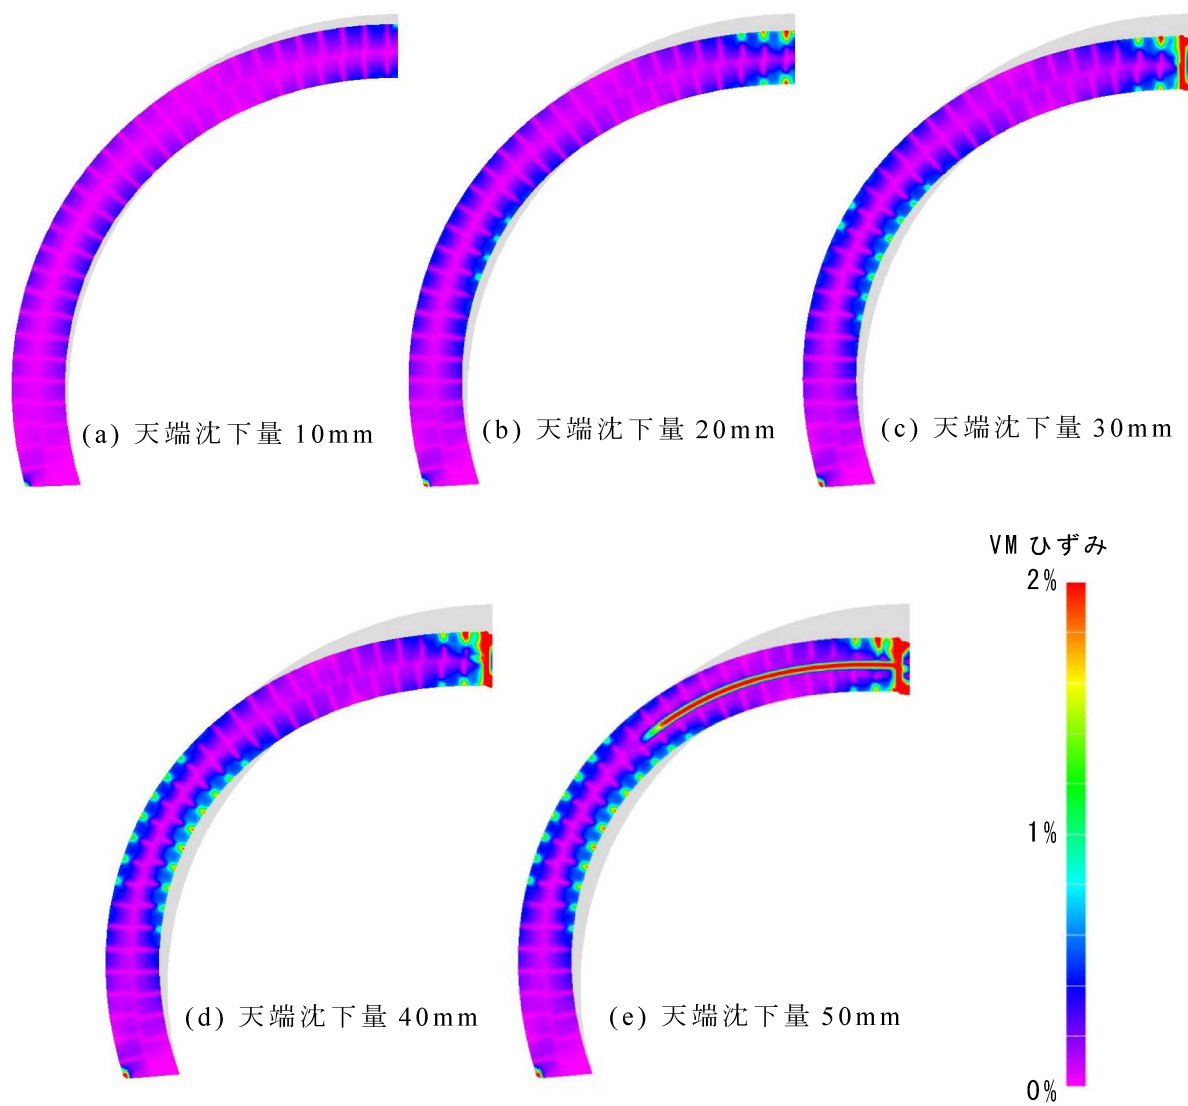 (a) 天端沈下量 10mm
(b) 天端沈下量 20mm
(c) 天端沈下量 30mm
VM ひずみ
2%
1%
0%
(d) 天端沈下量 40mm
(e) 天端沈下量 50mm